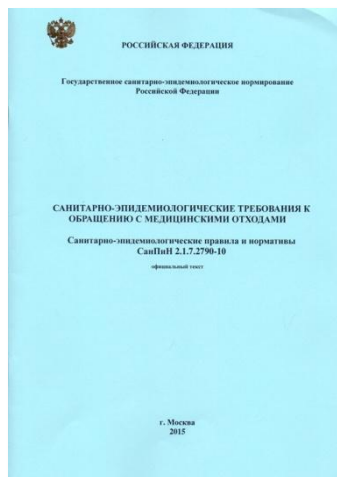 РОССИЙСКАЯ ФЕДЕРАЦИЯ
Государственное санитарно-эпидемиологическое нормирование
Российской Федерации
САНИТАРНО-ЭПИДЕМИОЛОГИЧЕСКИЕ ТРЕБОВАНИЯ К
ОБРАЩЕНИЮ С МЕДИЦИНСКИМИ ОТХОДАМИ
Санитарно-эпидемиологические правила и нормативы
СанПиН 2.1.7.2790-10
официальный текст
г. Москва
2015